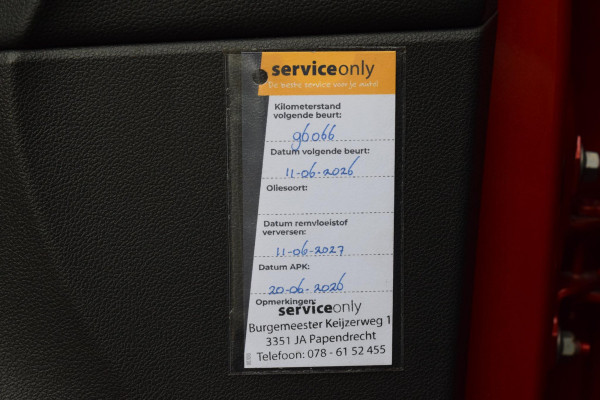 serviceonly
De beste service voor je auto!
Kilometerstand
volgende beurt:
96066
Datum volgende beurt:
11-06-2026
Oliesoort:
Datum remvloeistof
verversen:
11-06-2027
Datum APK:
20-06-2026
Opmerkingen:
serviceonly
Burgemeester Keijzerweg 1
3351 JA Papendrecht
Telefoon: 078 - 61 52 455